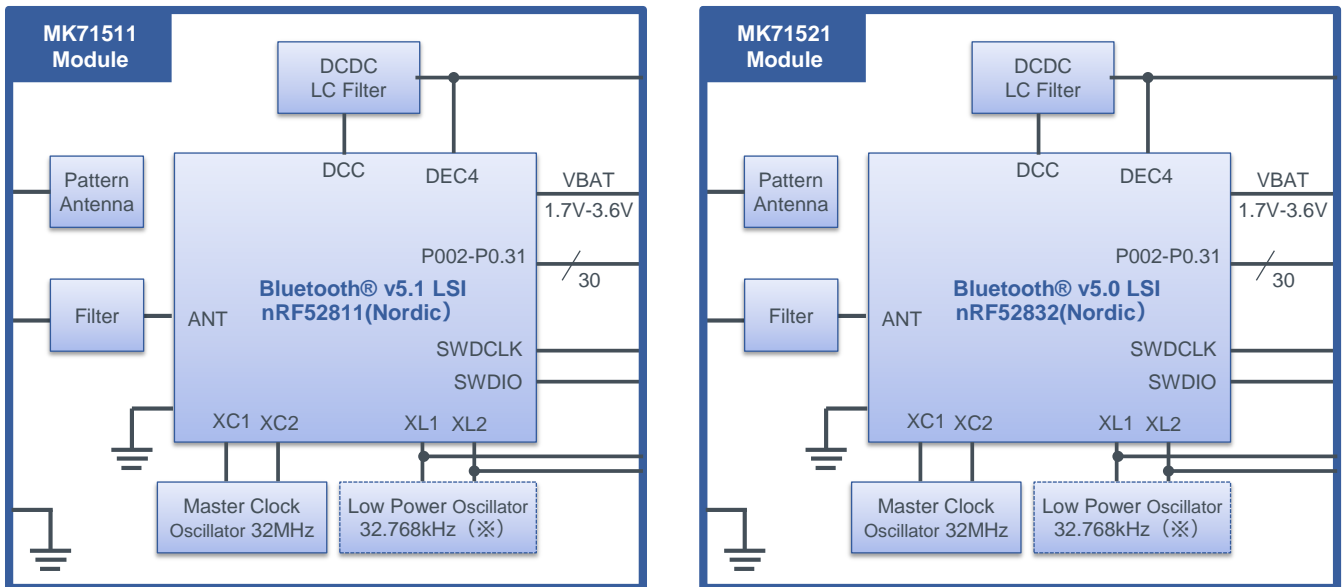 MK71511
Module
DCDC
LC Filter
DCC
DEC4
Pattern
Antenna
VBAT
1.7V-3.6V
P002-P0.31
30
Bluetooth® v5.1 LSI
nRF52811(Nordic）
Filter
ANT
SWDCLK
SWDIO
XC1 XC2
XL1 XL2
Master Clock
Oscillator 32MHz
Low Power Oscillator
32.768kHz（※）
MK71521
Module
DCDC
LC Filter
DCC
DEC4
Pattern
Antenna
VBAT
1.7V-3.6V
P002-P0.31
30
Bluetooth® v5.0 LSI
nRF52832(Nordic）
Filter
ANT
SWDCLK
SWDIO
XC1 XC2
XL1 XL2
Master Clock
Oscillator 32MHz
Low Power Oscillator
32.768kHz（※）